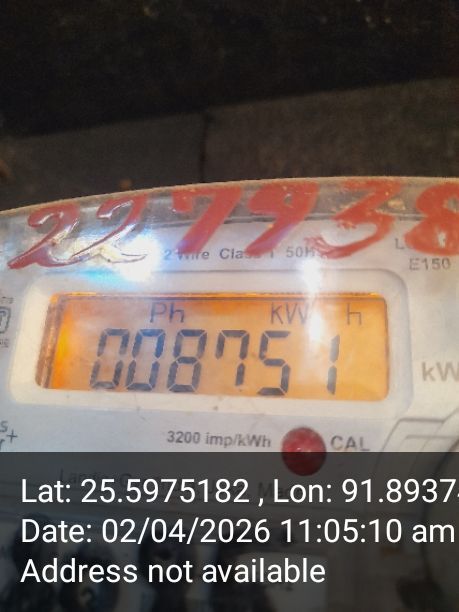 227938
2 Wire Class 1 50H
E150
Ph kW h
008751
kW
3200 imp/kWh CAL
Lat: 25.5975182 , Lon: 91.8937
Date: 02/04/2026 11:05:10 am
Address not available